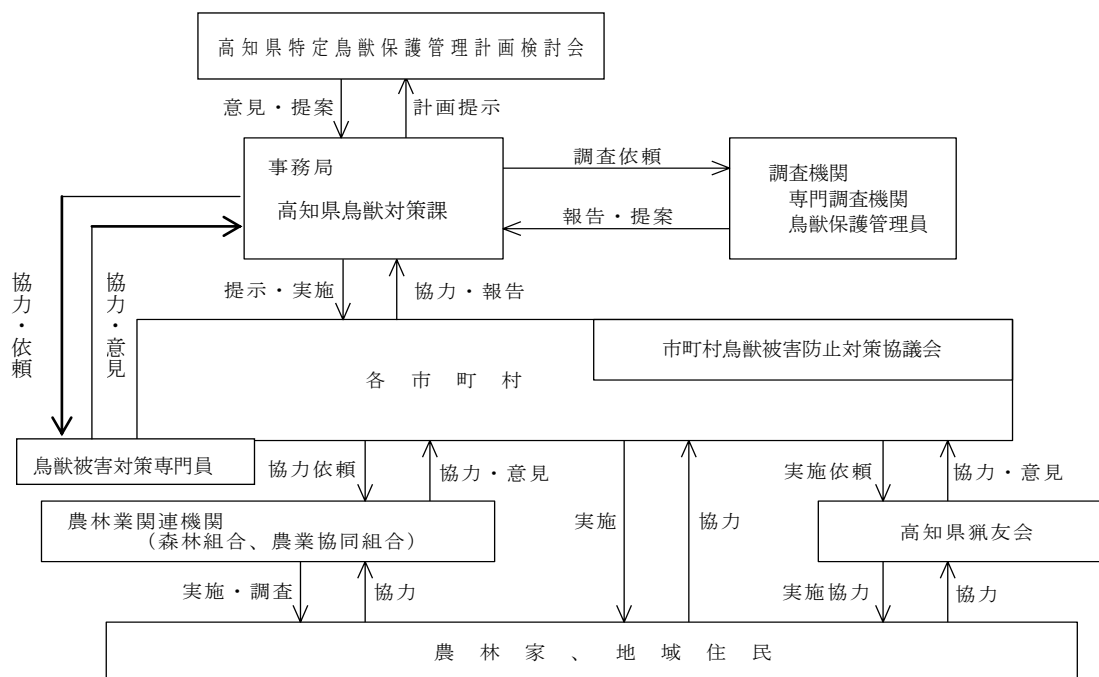 高知県特定鳥獣保護管理計画検討会
意見・提案
計画提示
事務局
高知県鳥獣対策課
調査依頼
報告・提案
調査機関
専門調査機関
鳥獣保護管理員
協力・依頼
協力・意見
提示・実施
協力・報告
市町村鳥獣被害防止対策協議会
各市町村
鳥獣被害対策専門員
協力依頼
協力・意見
実施
協力
実施依頼
協力・意見
農林業関連機関
（森林組合、農業協同組合）
高知県猟友会
実施・調査
協力
実施協力
協力
農林家、地域住民